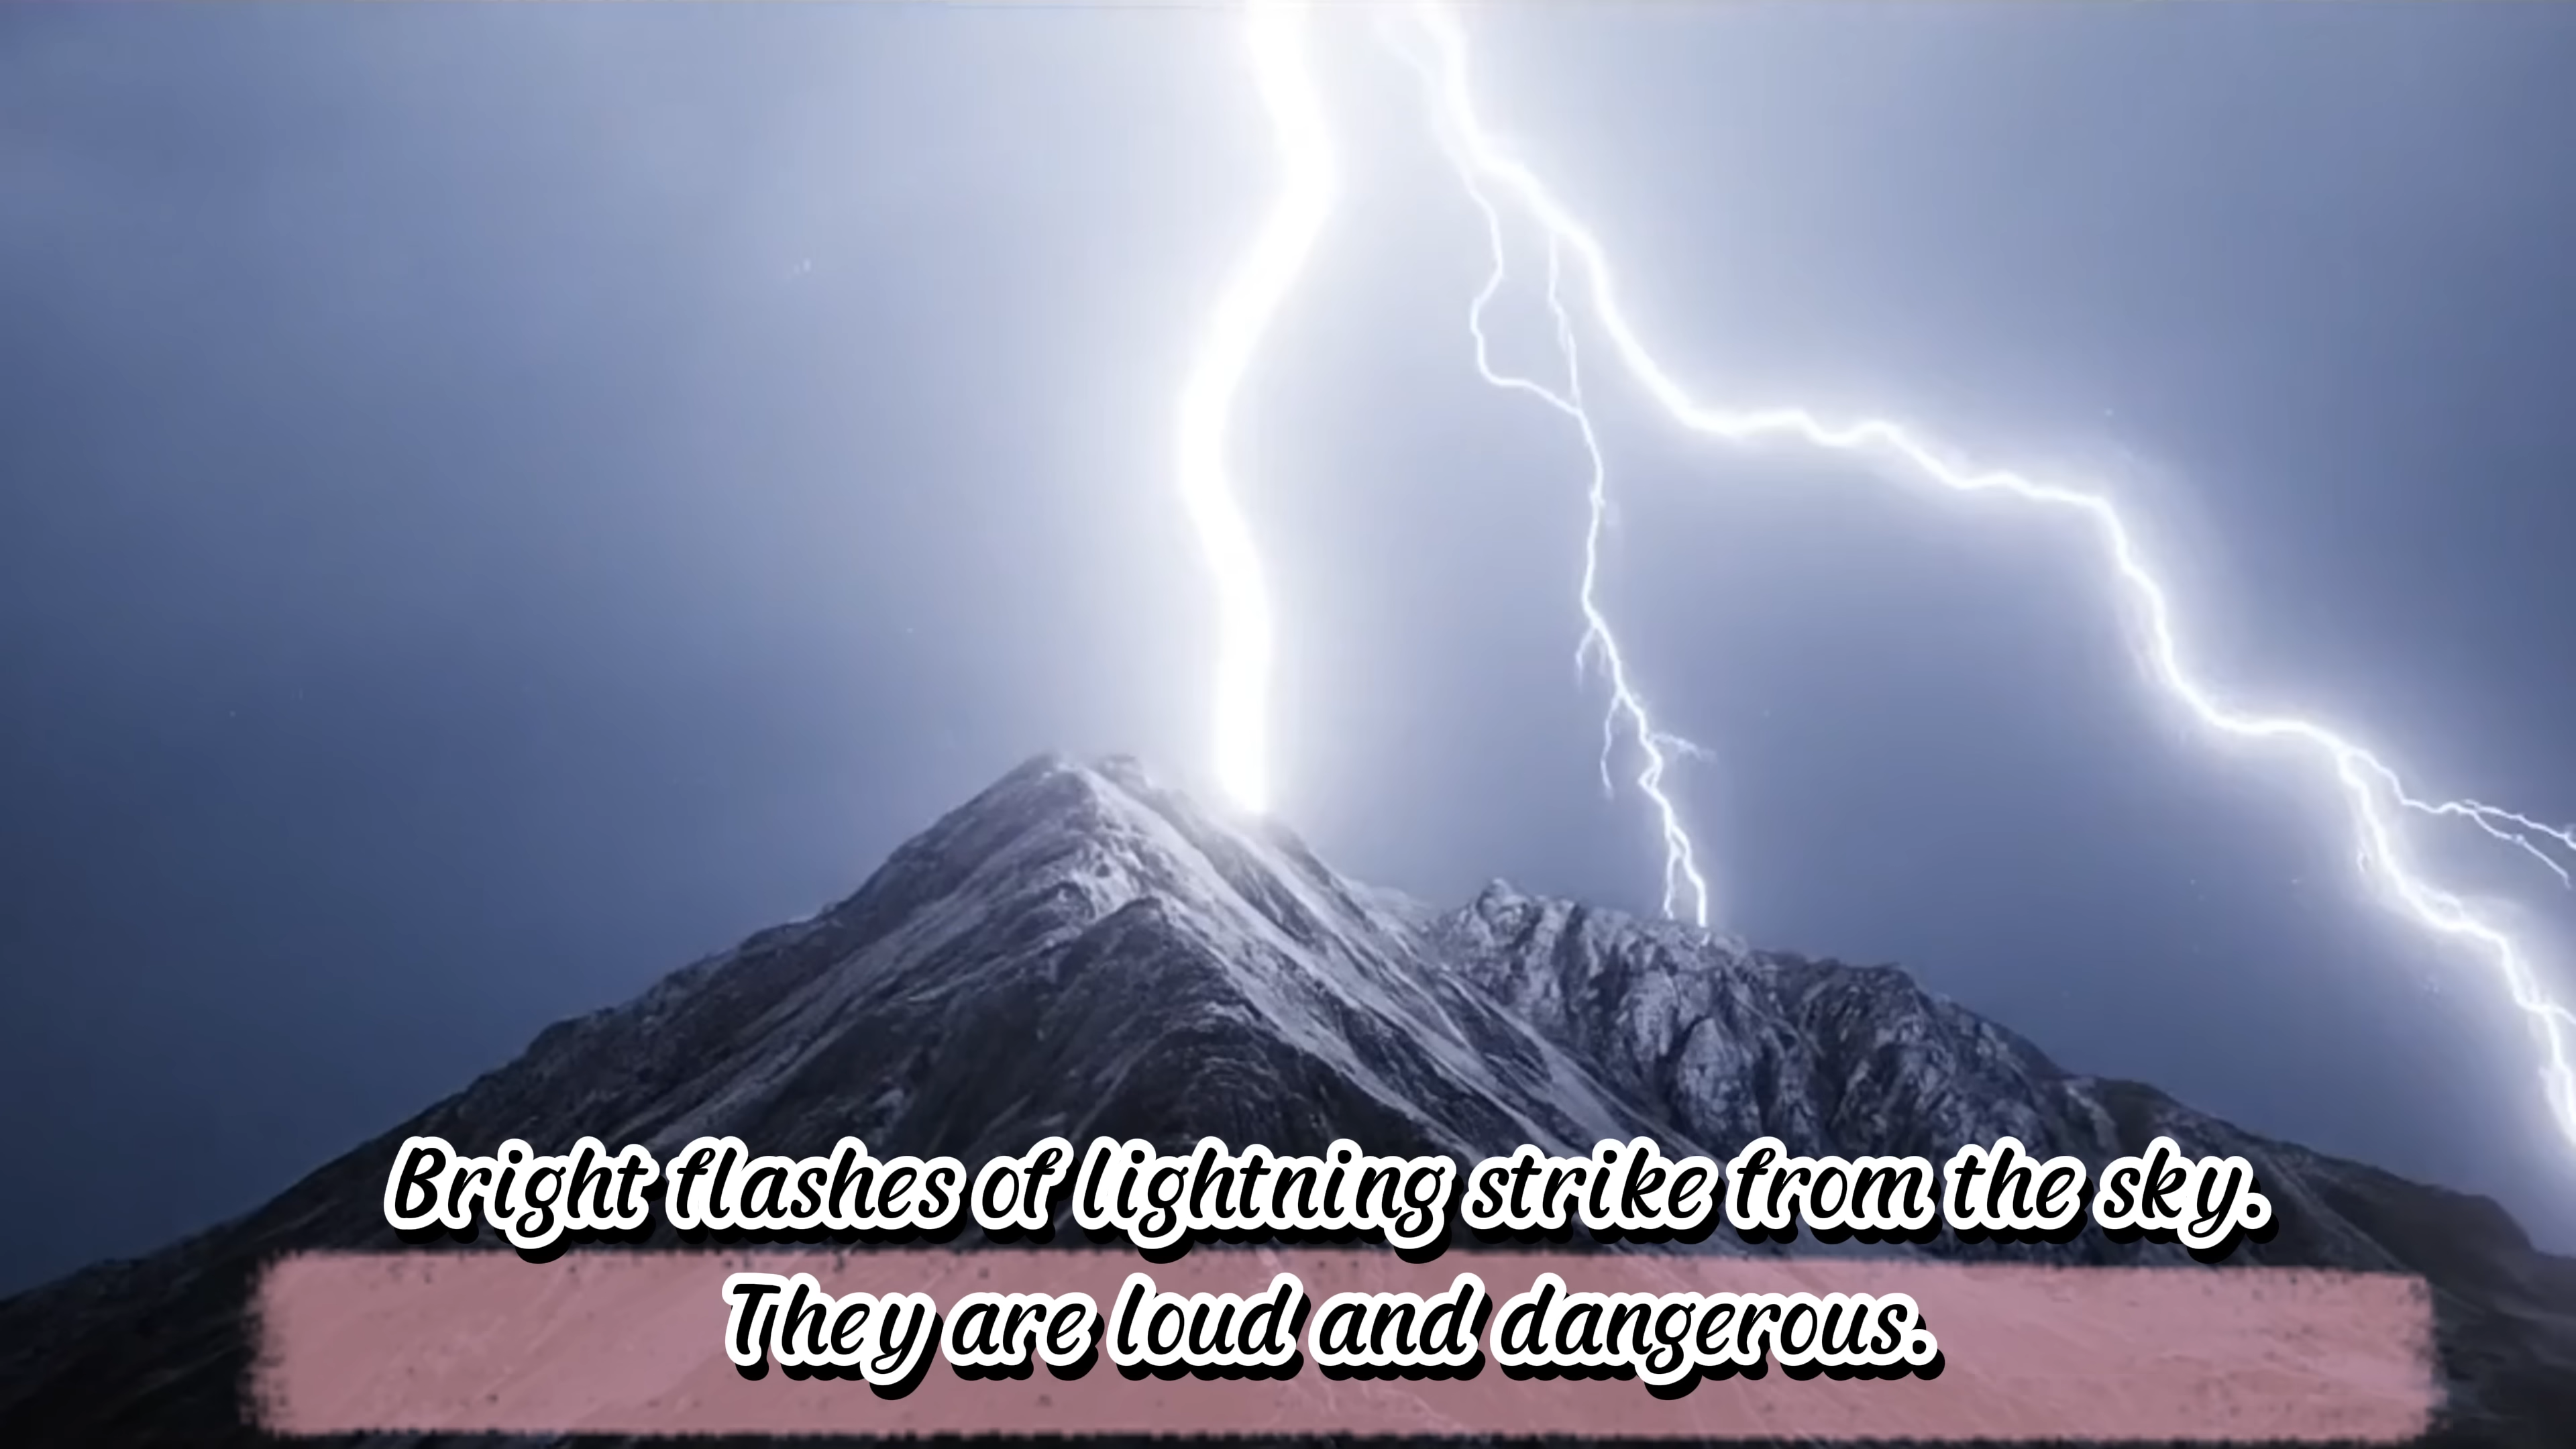 Bright flashes of lightning strike from the sky.
They are loud and dangerous.